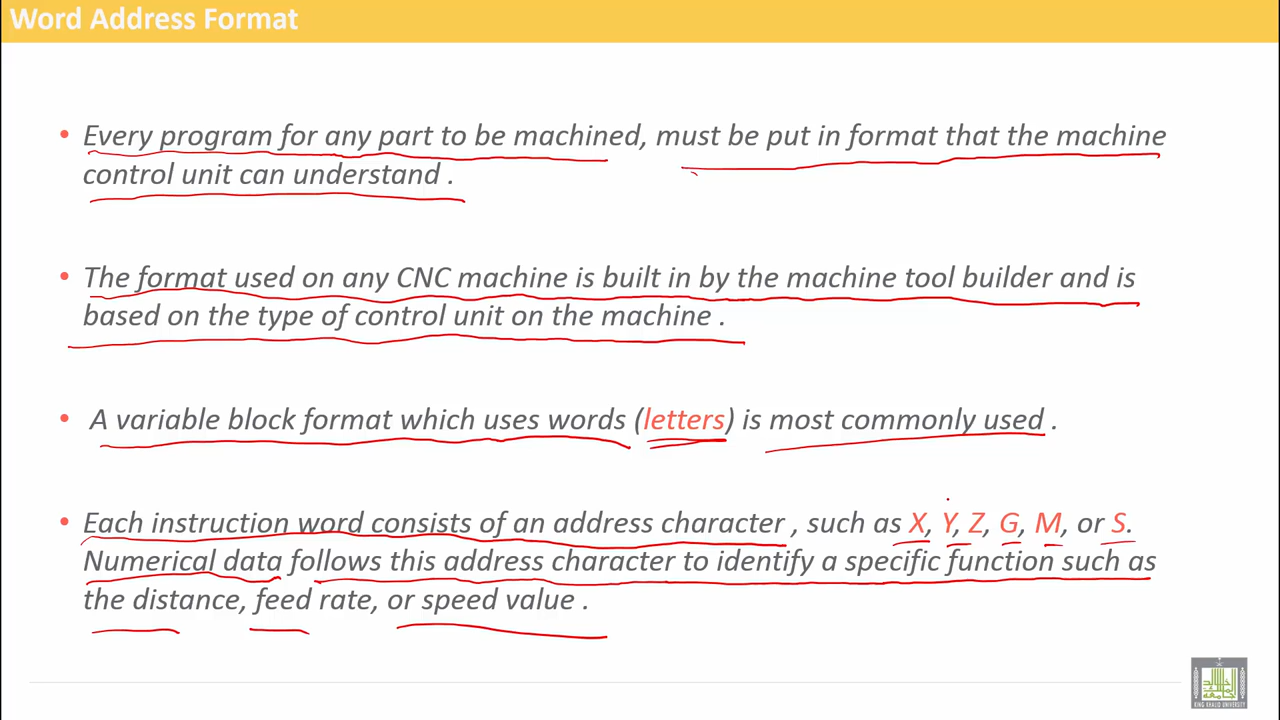 Word Address Format
• Every program for any part to be machined, must be put in format that the machine
control unit can understand .
• The format used on any CNC machine is built in by the machine tool builder and is
based on the type of control unit on the machine .
• A variable block format which uses words (letters) is most commonly used .
• Each instruction word consists of an address character , such as X, Y, Z, G, M, or S.
Numerical data follows this address character to identify a specific function such as
the distance, feed rate, or speed value .
KING KHALID UNIVERSITY